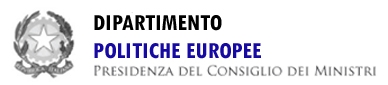 DIPARTIMENTO
POLITICHE EUROPEE
PRESIDENZA DEL CONSIGLIO DEI MINISTRI